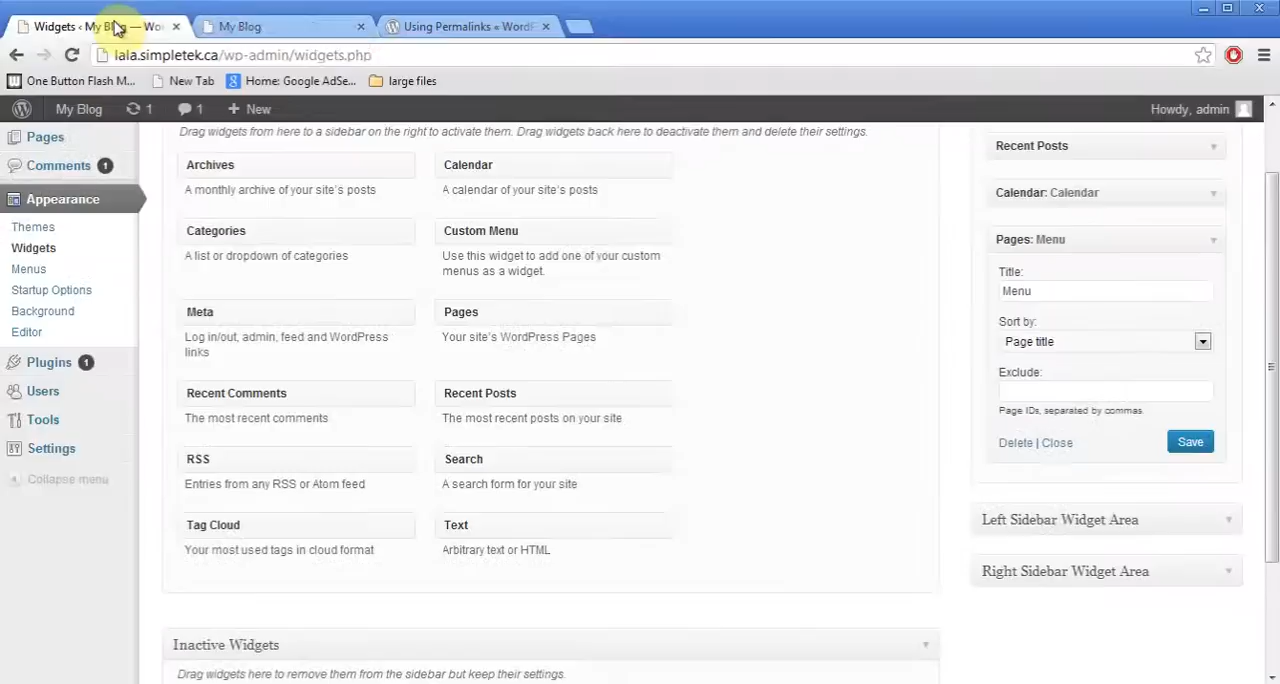 Widgets ‹ My Blog — Wo
My Blog
Using Permalinks « WordP
lala.simpletek.ca/wp-admin/widgets.php
One Button Flash M...
New Tab
Home: Google AdSe...
large files
My Blog
1
1
+ New
Howdy, admin
Pages
Comments 1
Appearance
Themes
Widgets
Menus
Startup Options
Background
Editor
Plugins 1
Users
Tools
Settings
Collapse menu
Drag widgets from here to a sidebar on the right to activate them. Drag widgets back here to deactivate them and delete their settings.
Archives
A monthly archive of your site's posts
Calendar
A calendar of your site's posts
Categories
A list or dropdown of categories
Custom Menu
Use this widget to add one of your custom
menus as a widget.
Meta
Log in/out, admin, feed and WordPress
links
Pages
Your site's WordPress Pages
Recent Comments
The most recent comments
Recent Posts
The most recent posts on your site
RSS
Entries from any RSS or Atom feed
Search
A search form for your site
Tag Cloud
Your most used tags in cloud format
Text
Arbitrary text or HTML
Inactive Widgets
Drag widgets here to remove them from the sidebar but keep their settings.
Recent Posts
Calendar: Calendar
Pages: Menu
Title:
Menu
Sort by:
Page title
Exclude:
Page IDs, separated by commas.
Delete | Close
Save
Left Sidebar Widget Area
Right Sidebar Widget Area